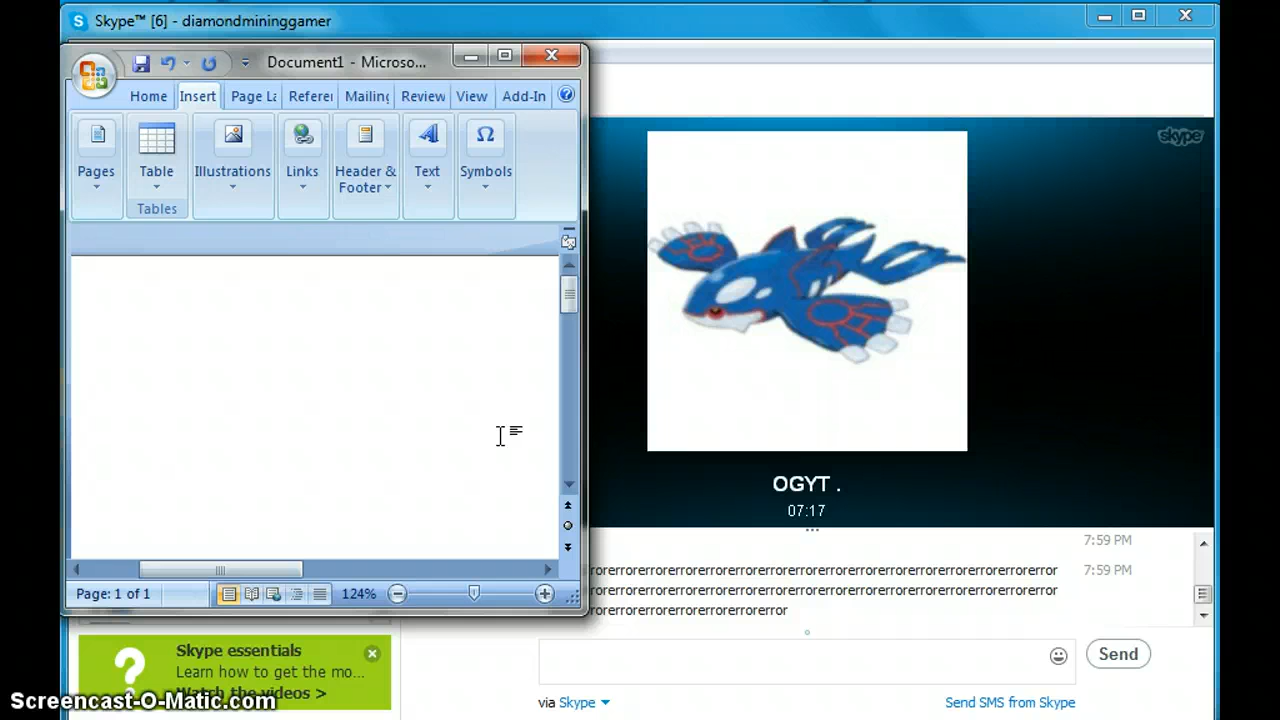 Skype™ [6] - diamondmininggamer
Document1 - Microso...
Home Insert Page La Referer Mailing Review View Add-In
Pages Table Illustrations Links Header & Footer Text Symbols
Tables
skype
OGYT .
07:17
7:59 PM
rorerrorerrorerrorerrorerrorerrorerrorerrorerrorerrorerrorerrorerrorerrorerrorerror 7:59 PM
rorerrorerrorerrorerrorerrorerrorerrorerrorerrorerrorerrorerrorerrorerrorerrorerror
rorerrorerrorerrorerrorerrorerror
Page: 1 of 1 124%
Skype essentials
Learn how to get the mo...
Watch the videos >
Send
via Skype
Send SMS from Skype
Screencast-O-Matic.com